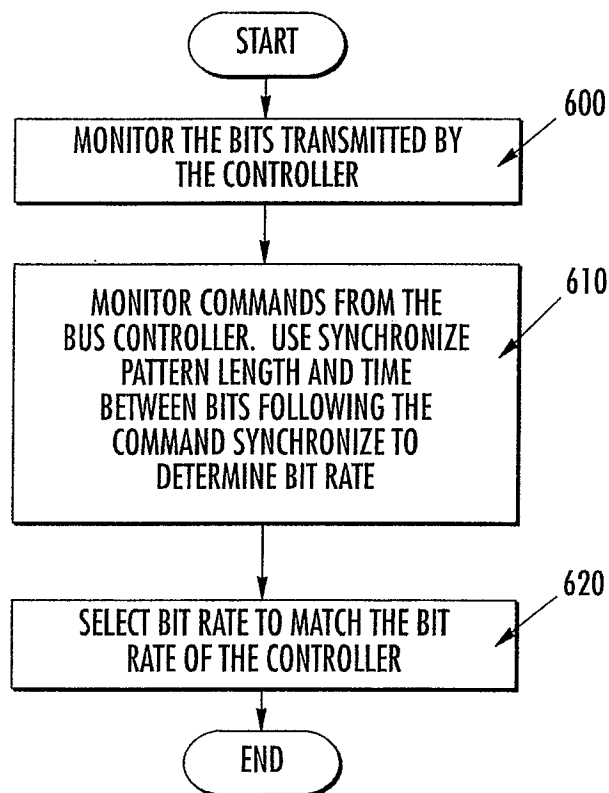 START
600
MONITOR THE BITS TRANSMITTED BY
THE CONTROLLER
610
MONITOR COMMANDS FROM THE
BUS CONTROLLER. USE SYNCHRONIZE
PATTERN LENGTH AND TIME
BETWEEN BITS FOLLOWING THE
COMMAND SYNCHRONIZE TO
DETERMINE BIT RATE
620
SELECT BIT RATE TO MATCH THE BIT
RATE OF THE CONTROLLER
END